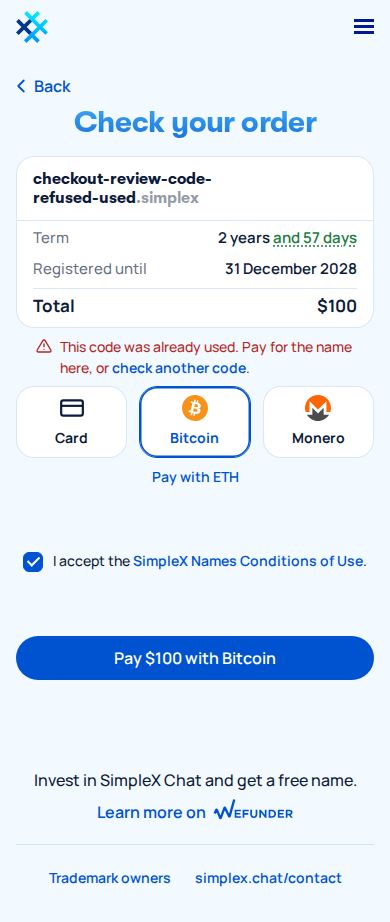 Back
Check your order
checkout-review-code-
refused-used.simplex
Term 2 years and 57 days
Registered until 31 December 2028
Total $100
This code was already used. Pay for the name
here, or check another code.
Card Bitcoin Monero
Pay with ETH
I accept the SimpleX Names Conditions of Use.
Pay $100 with Bitcoin
Invest in SimpleX Chat and get a free name.
Learn more on WEFUNDER
Trademark owners simplex.chat/contact